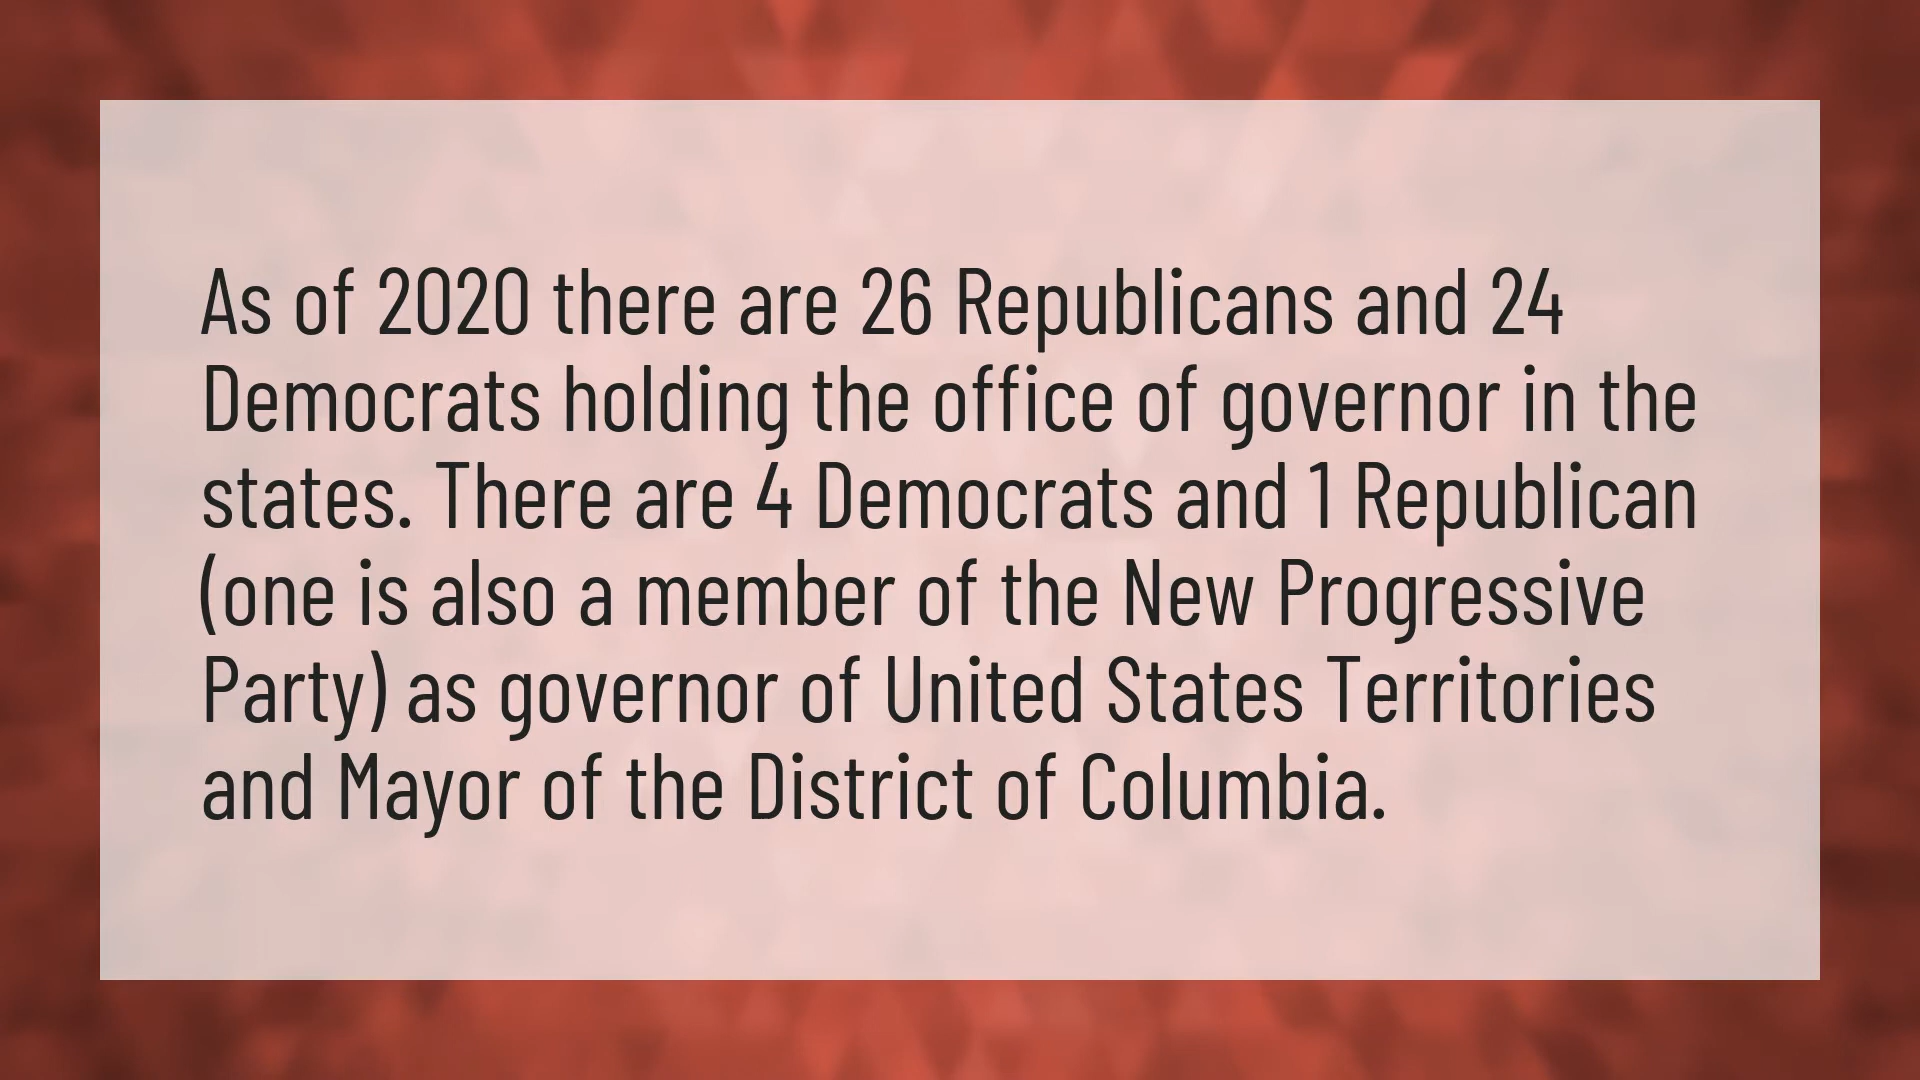 As of 2020 there are 26 Republicans and 24
Democrats holding the office of governor in the
states. There are 4 Democrats and 1 Republican
(one is also a member of the New Progressive
Party) as governor of United States Territories
and Mayor of the District of Columbia.